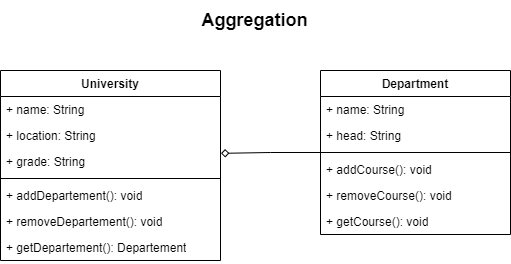 Aggregation
University
+ name: String
+ location: String
+ grade: String
+ addDepartement(): void
+ removeDepartement(): void
+ getDepartement(): Departement
Department
+ name: String
+ head: String
+ addCourse(): void
+ removeCourse(): void
+ getCourse(): void